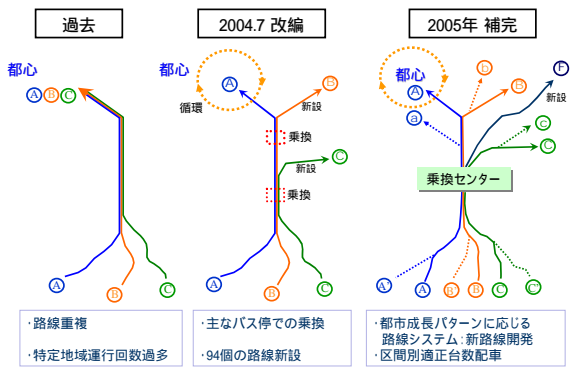 過去
都心
A B C
A
B
C
・路線重複
・特定地域運行回数過多
2004.7 改編
都心
A
循環
B
新設
乗換
C
新設
乗換
A
B
C
・主なバス停での乗換
・94個の路線新設
2005年 補完
都心
A
a
b
B
F
新設
c
C
乗換センター
A'
A
B'
B
C
C'
・都市成長パターンに応じる
路線システム：新路線開発
・区間別適正台数配車